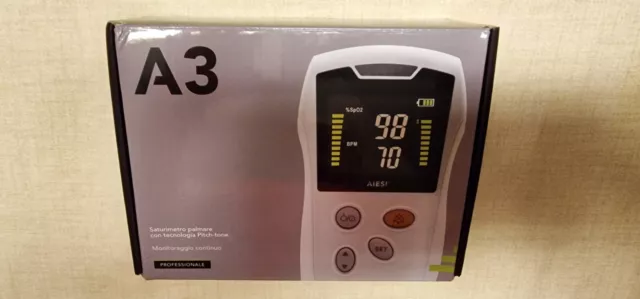 A3
%SpO2
98
BPM
70
AIESI
SET
Saturimetro palmare
con tecnologia Pitch-tone
Monitoraggio continuo
PROFESSIONALE